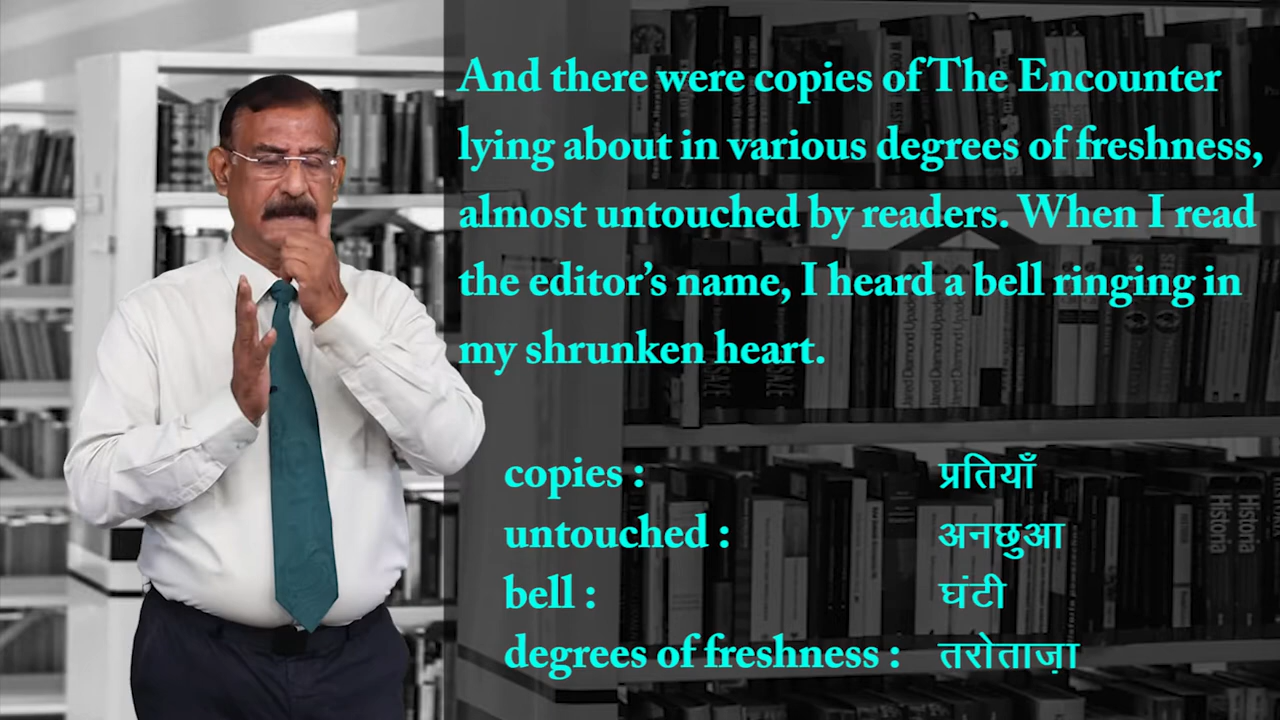 And there were copies of The Encounter
lying about in various degrees of freshness,
almost untouched by readers. When I read
the editor's name, I heard a bell ringing in
my shrunken heart.
copies : प्रतियाँ
untouched : अनछुआ
bell : घंटी
degrees of freshness : तरोताज़ा
Historia
Historia